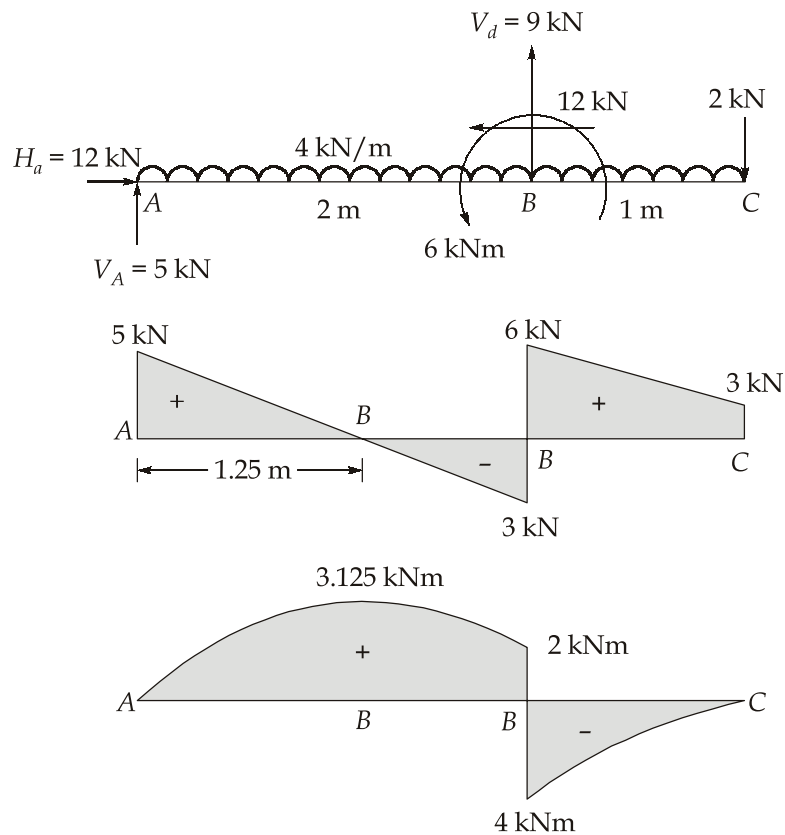 V_d = 9 kN
12 kN
2 kN
H_a = 12 kN
4 kN/m
A
2 m
B
1 m
C
6 kNm
V_A = 5 kN
5 kN
6 kN
3 kN
+
B
+
A
–
B
C
1.25 m
3 kN
3.125 kNm
+
2 kNm
A
B
B
C
–
4 kNm